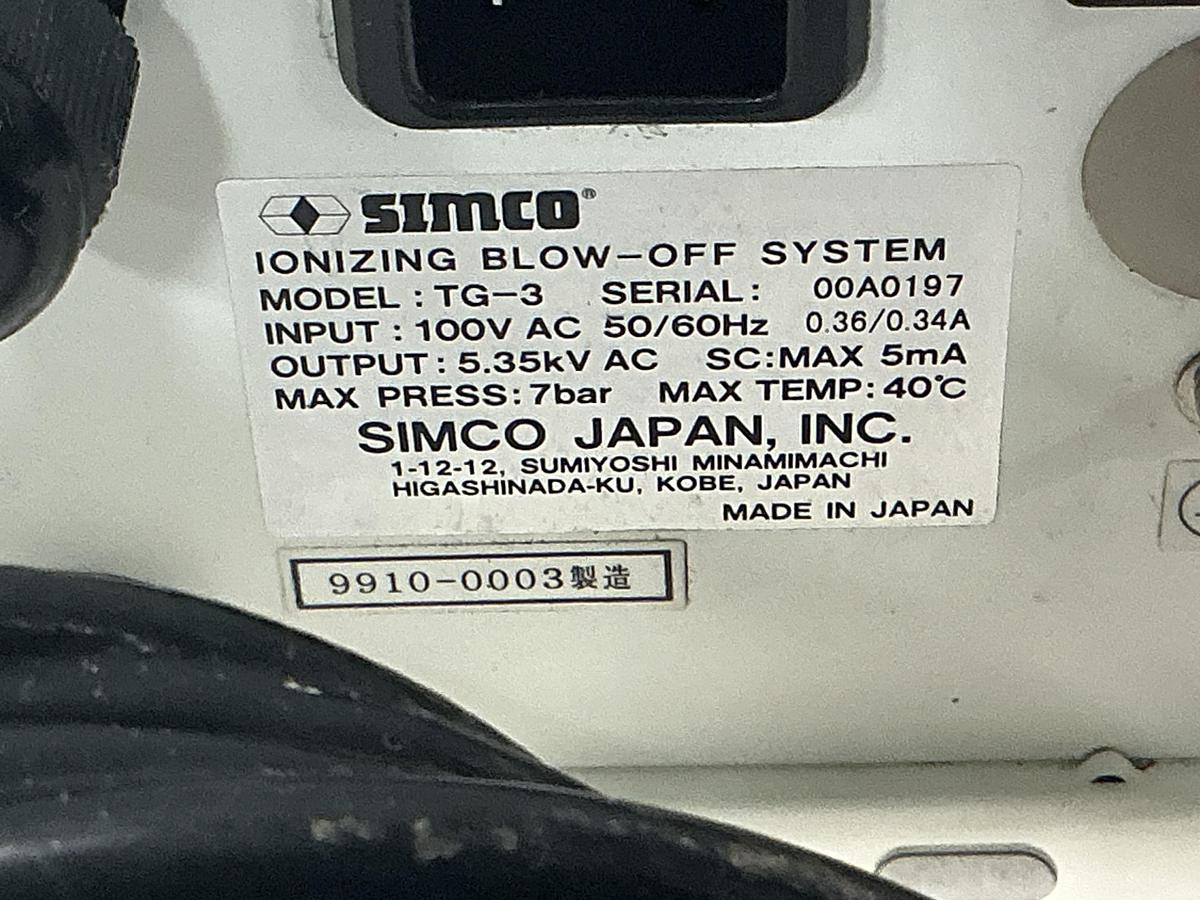 SIMCO®
IONIZING BLOW-OFF SYSTEM
MODEL : TG-3 SERIAL: 00A0197
INPUT : 100V AC 50/60Hz 0.36/0.34A
OUTPUT : 5.35kV AC SC:MAX 5mA
MAX PRESS: 7bar MAX TEMP: 40℃
SIMCO JAPAN, INC.
1-12-12, SUMIYOSHI MINAMIMACHI
HIGASHINADA-KU, KOBE, JAPAN
MADE IN JAPAN
9910-0003製造